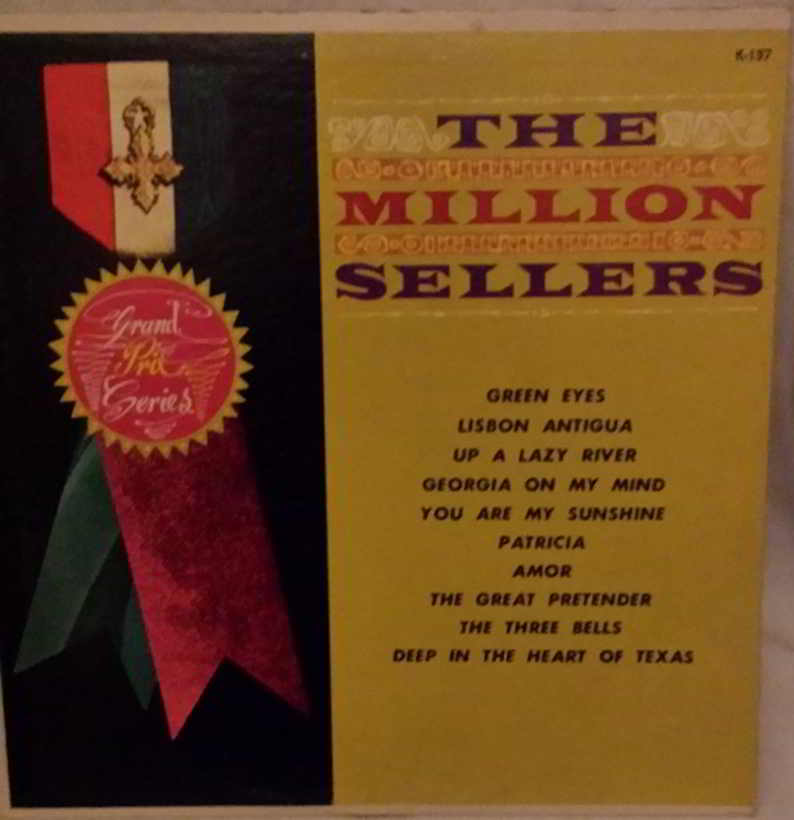 K-157
THE
MILLION
SELLERS
Grand
Prix
Series
GREEN EYES
LISBON ANTIGUA
UP A LAZY RIVER
GEORGIA ON MY MIND
YOU ARE MY SUNSHINE
PATRICIA
AMOR
THE GREAT PRETENDER
THE THREE BELLS
DEEP IN THE HEART OF TEXAS